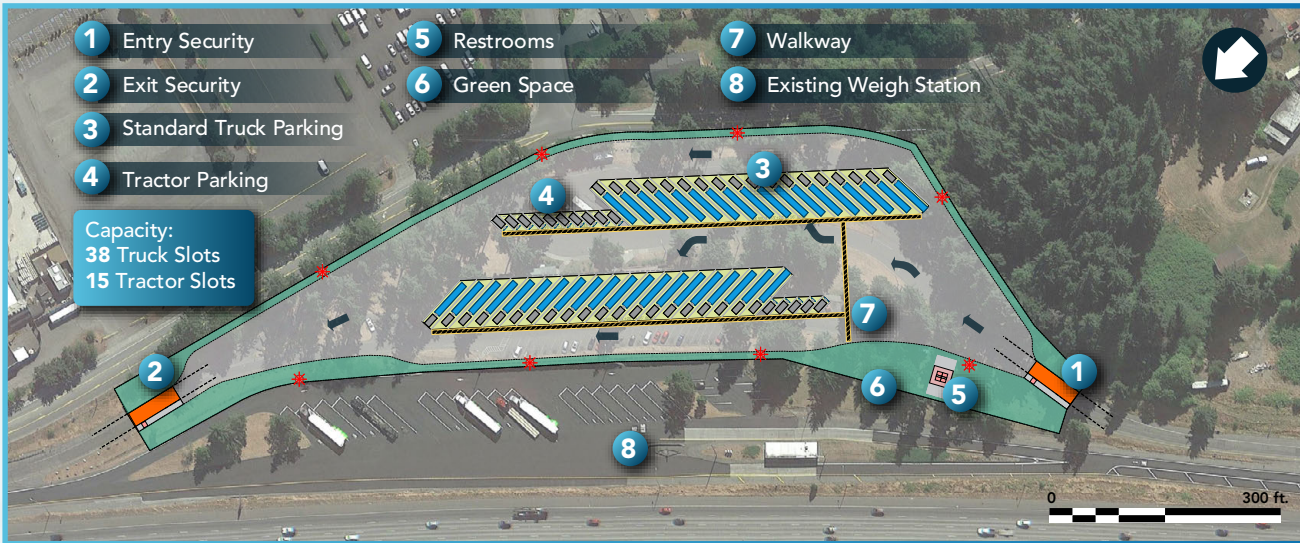 1 Entry Security
2 Exit Security
3 Standard Truck Parking
4 Tractor Parking
5 Restrooms
6 Green Space
7 Walkway
8 Existing Weigh Station
Capacity:
38 Truck Slots
15 Tractor Slots
3
4
7
2
1
6
5
8
0 300 ft.